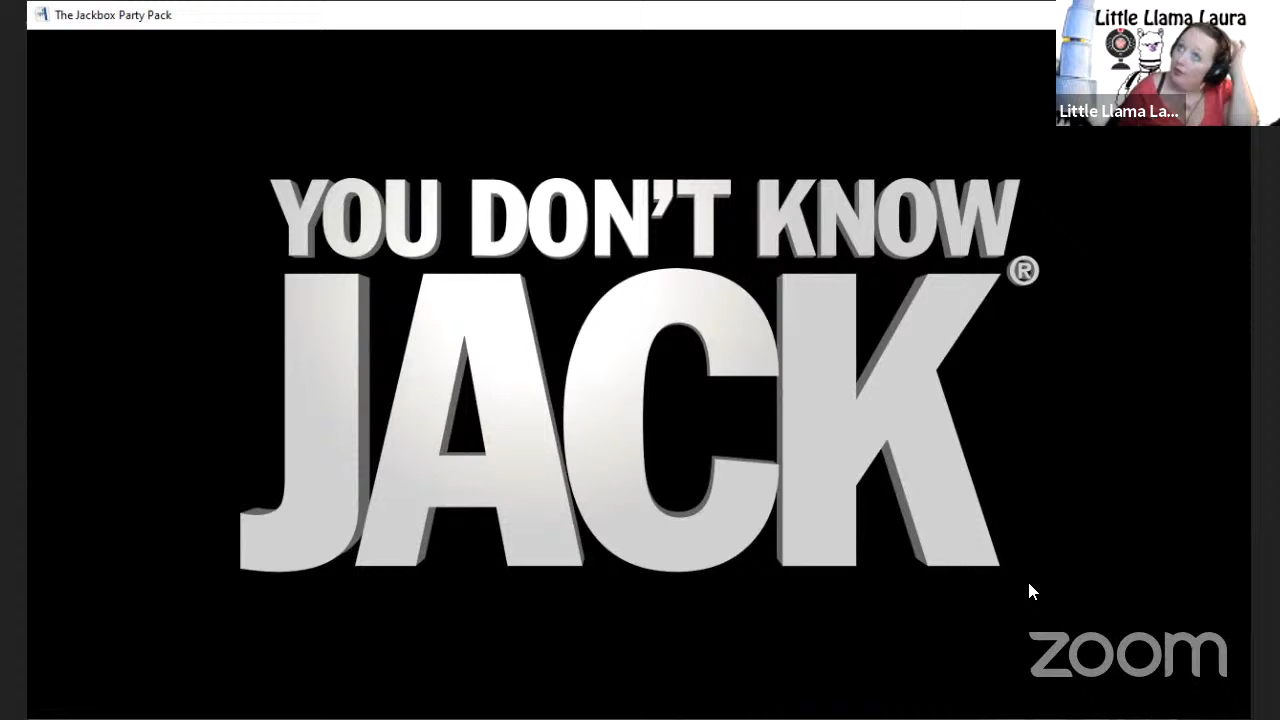 The Jackbox Party Pack
Little Llama Laura
Little Llama La...
YOU DON'T KNOW
JACK®
zoom